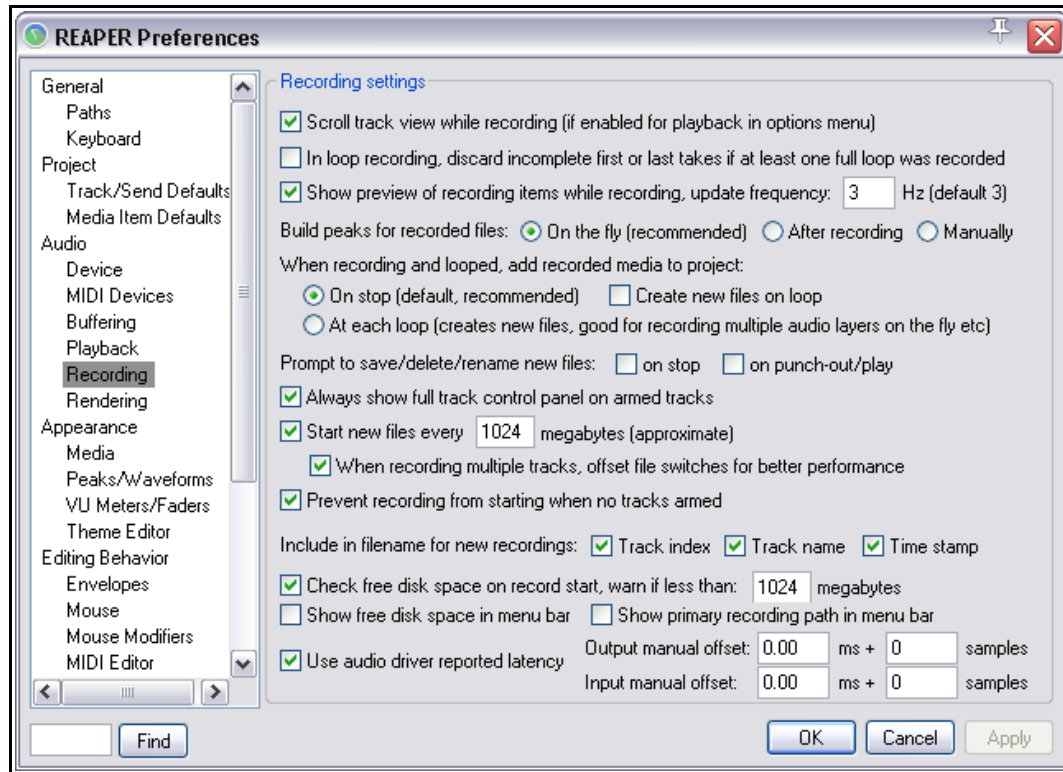 REAPER Preferences
General
Paths
Keyboard
Project
Track/Send Defaults
Media Item Defaults
Audio
Device
MIDI Devices
Buffering
Playback
Recording
Rendering
Appearance
Media
Peaks/Waveforms
VU Meters/Faders
Theme Editor
Editing Behavior
Envelopes
Mouse
Mouse Modifiers
MIDI Editor
Find
Recording settings
Scroll track view while recording (if enabled for playback in options menu)
In loop recording, discard incomplete first or last takes if at least one full loop was recorded
Show preview of recording items while recording, update frequency: 3 Hz (default 3)
Build peaks for recorded files: On the fly (recommended) After recording Manually
When recording and looped, add recorded media to project:
On stop (default, recommended) Create new files on loop
At each loop (creates new files, good for recording multiple audio layers on the fly etc)
Prompt to save/delete/rename new files: on stop on punch-out/play
Always show full track control panel on armed tracks
Start new files every 1024 megabytes (approximate)
When recording multiple tracks, offset file switches for better performance
Prevent recording from starting when no tracks armed
Include in filename for new recordings: Track index Track name Time stamp
Check free disk space on record start, warn if less than: 1024 megabytes
Show free disk space in menu bar Show primary recording path in menu bar
Use audio driver reported latency
Output manual offset: 0.00 ms + 0 samples
Input manual offset: 0.00 ms + 0 samples
OK Cancel Apply